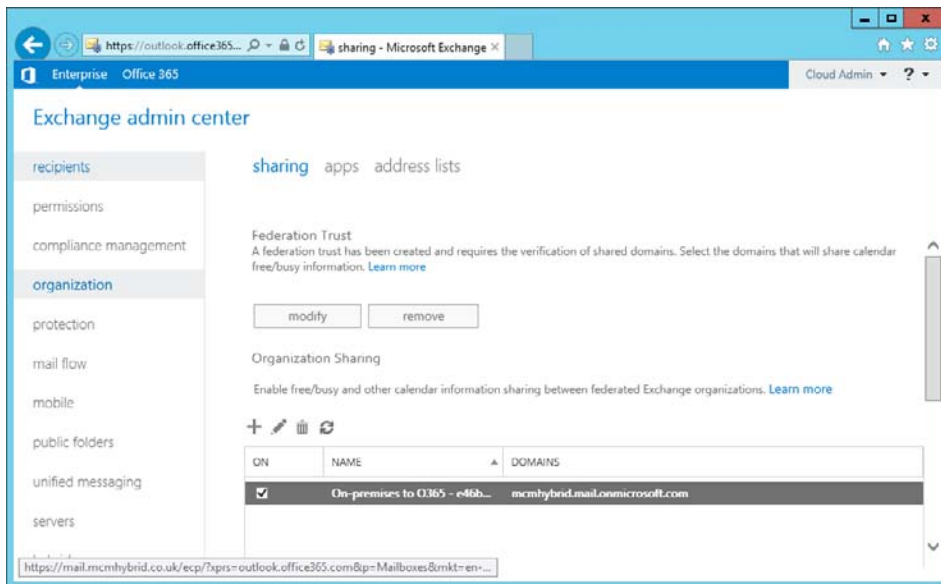 https://outlook.office365...
sharing - Microsoft Exchange
Enterprise Office 365
Cloud Admin ?
Exchange admin center
recipients
permissions
compliance management
organization
protection
mail flow
mobile
public folders
unified messaging
servers
sharing apps address lists
Federation Trust
A federation trust has been created and requires the verification of shared domains. Select the domains that will share calendar
free/busy information. Learn more
modify remove
Organization Sharing
Enable free/busy and other calendar information sharing between federated Exchange organizations. Learn more
ON NAME DOMAINS
On-premises to O365 - e46b... mcmhybrid.mail.onmicrosoft.com
https://mail.mcmhybrid.co.uk/ecp/?xprs=outlook.office365.com&p=Mailboxes&mkt=en-...